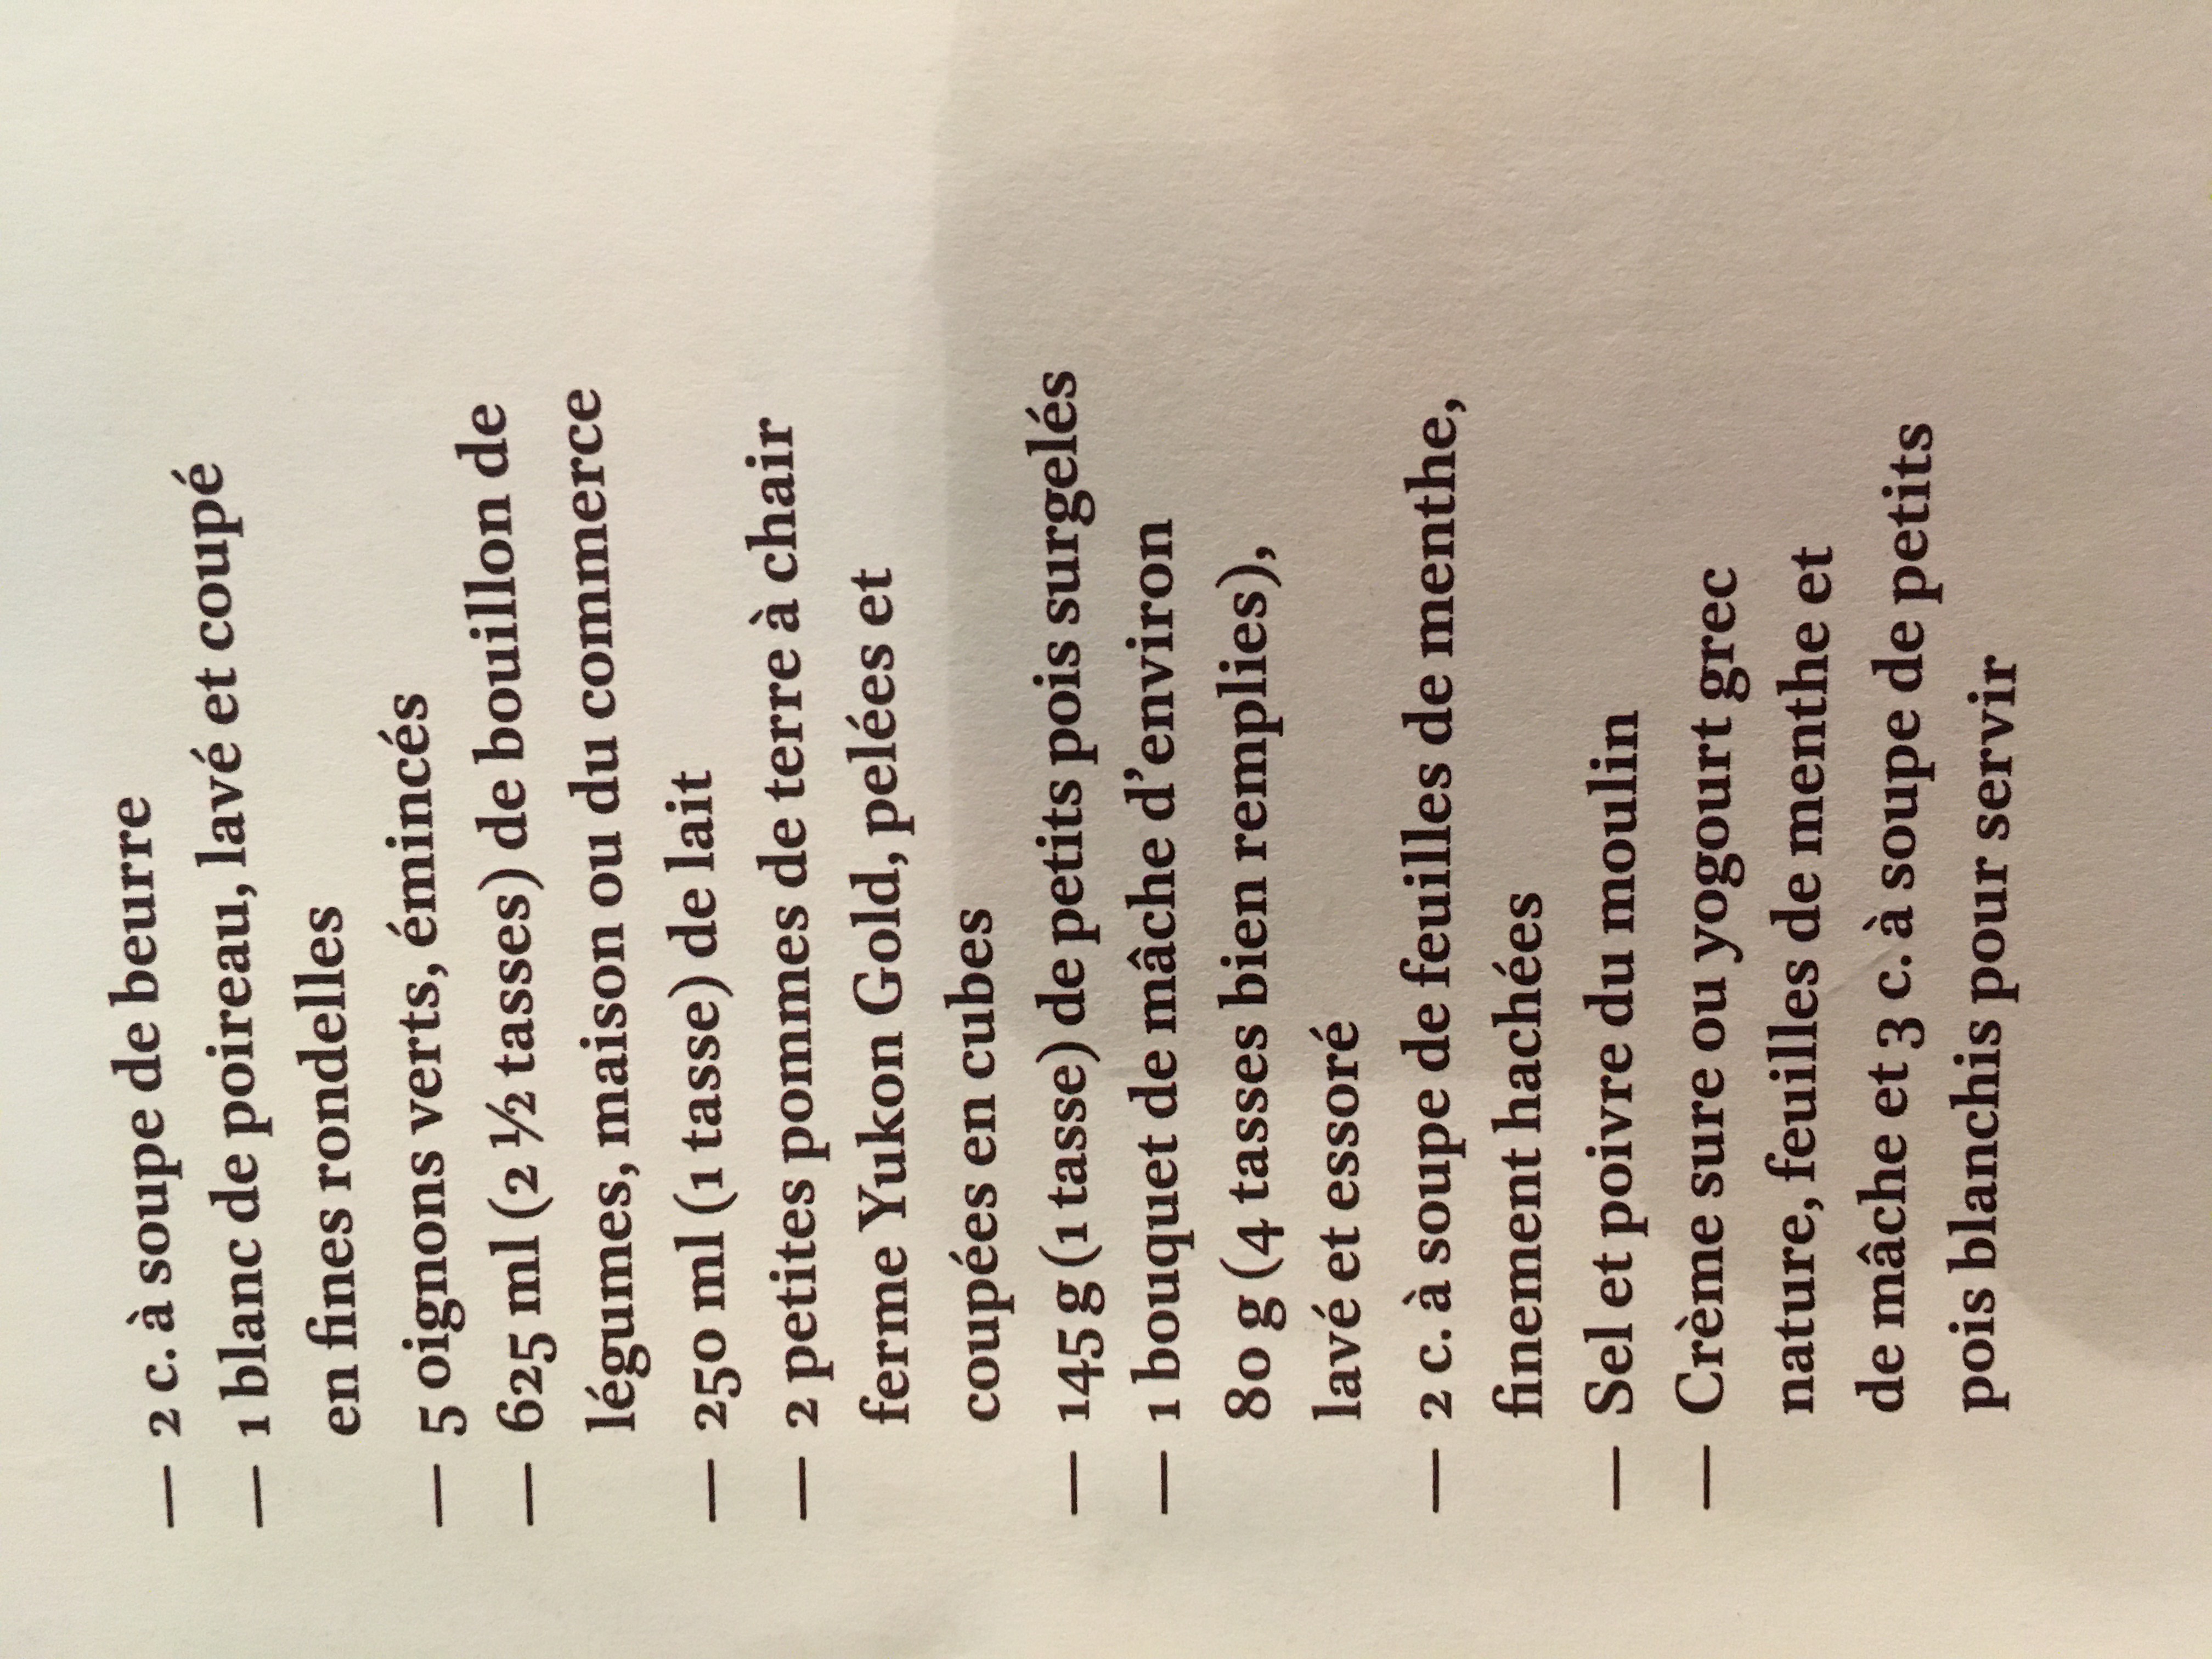 — 2 c. à soupe de beurre
— 1 blanc de poireau, lavé et coupé
en fines rondelles
— 5 oignons verts, émincés
— 625 ml (2 ½ tasses) de bouillon de
légumes, maison ou du commerce
— 250 ml (1 tasse) de lait
— 2 petites pommes de terre à chair
ferme Yukon Gold, pelées et
coupées en cubes
— 145 g (1 tasse) de petits pois surgelés
— 1 bouquet de mâche d’environ
80 g (4 tasses bien remplies),
lavé et essoré
— 2 c. à soupe de feuilles de menthe,
finement hachées
— Sel et poivre du moulin
— Crème sure ou yogourt grec
nature, feuilles de menthe et
de mâche et 3 c. à soupe de petits
pois blanchis pour servir